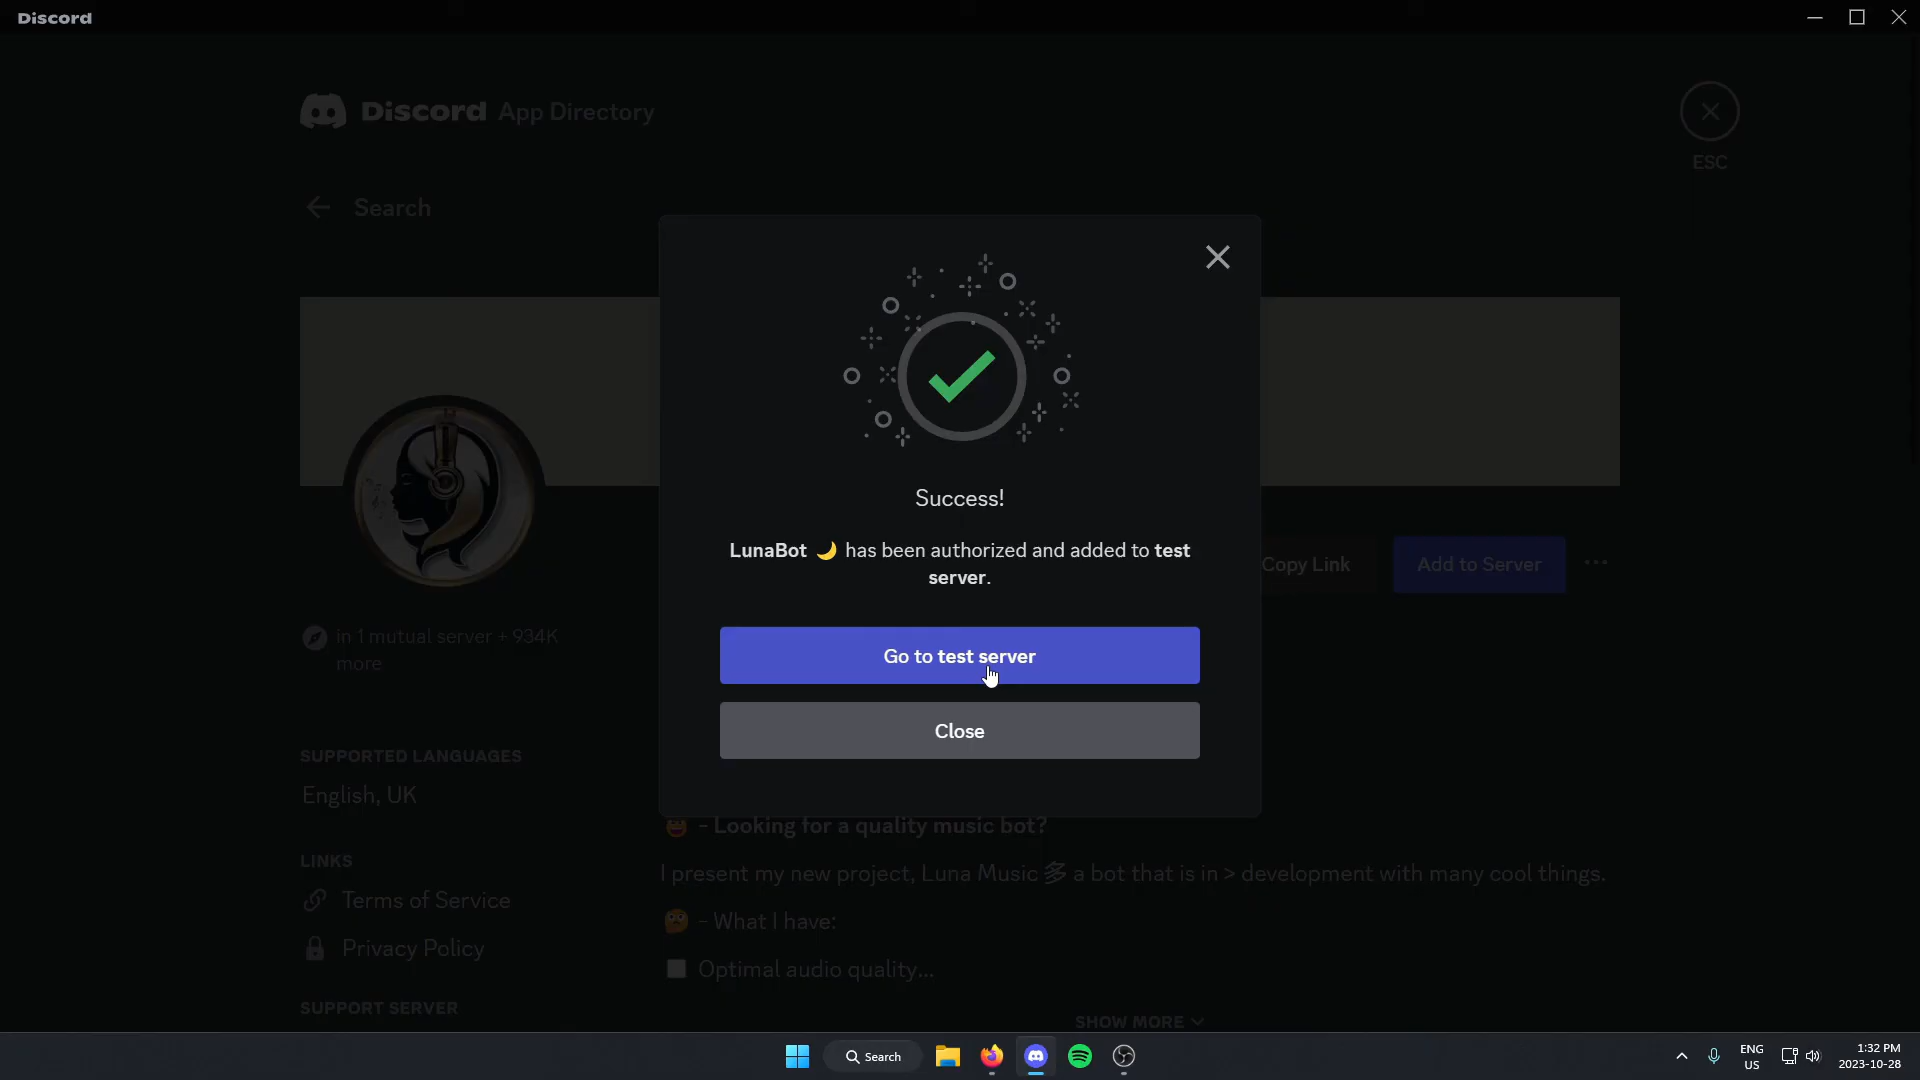 Discord
Discord App Directory
ESC
Search
Success!
LunaBot 🌙 has been authorized and added to test
server.
Copy Link
Add to Server
in 1 mutual server + 934K
more
Go to test server
Close
SUPPORTED LANGUAGES
English, UK
😄 - Looking for a quality music bot?
LINKS
I present my new project, Luna Music 多 a bot that is in > development with many cool things.
Terms of Service
🤔 - What I have:
Privacy Policy
Optimal audio quality...
SUPPORT SERVER
SHOW MORE
Search
ENG
US
1:32 PM
2023-10-28